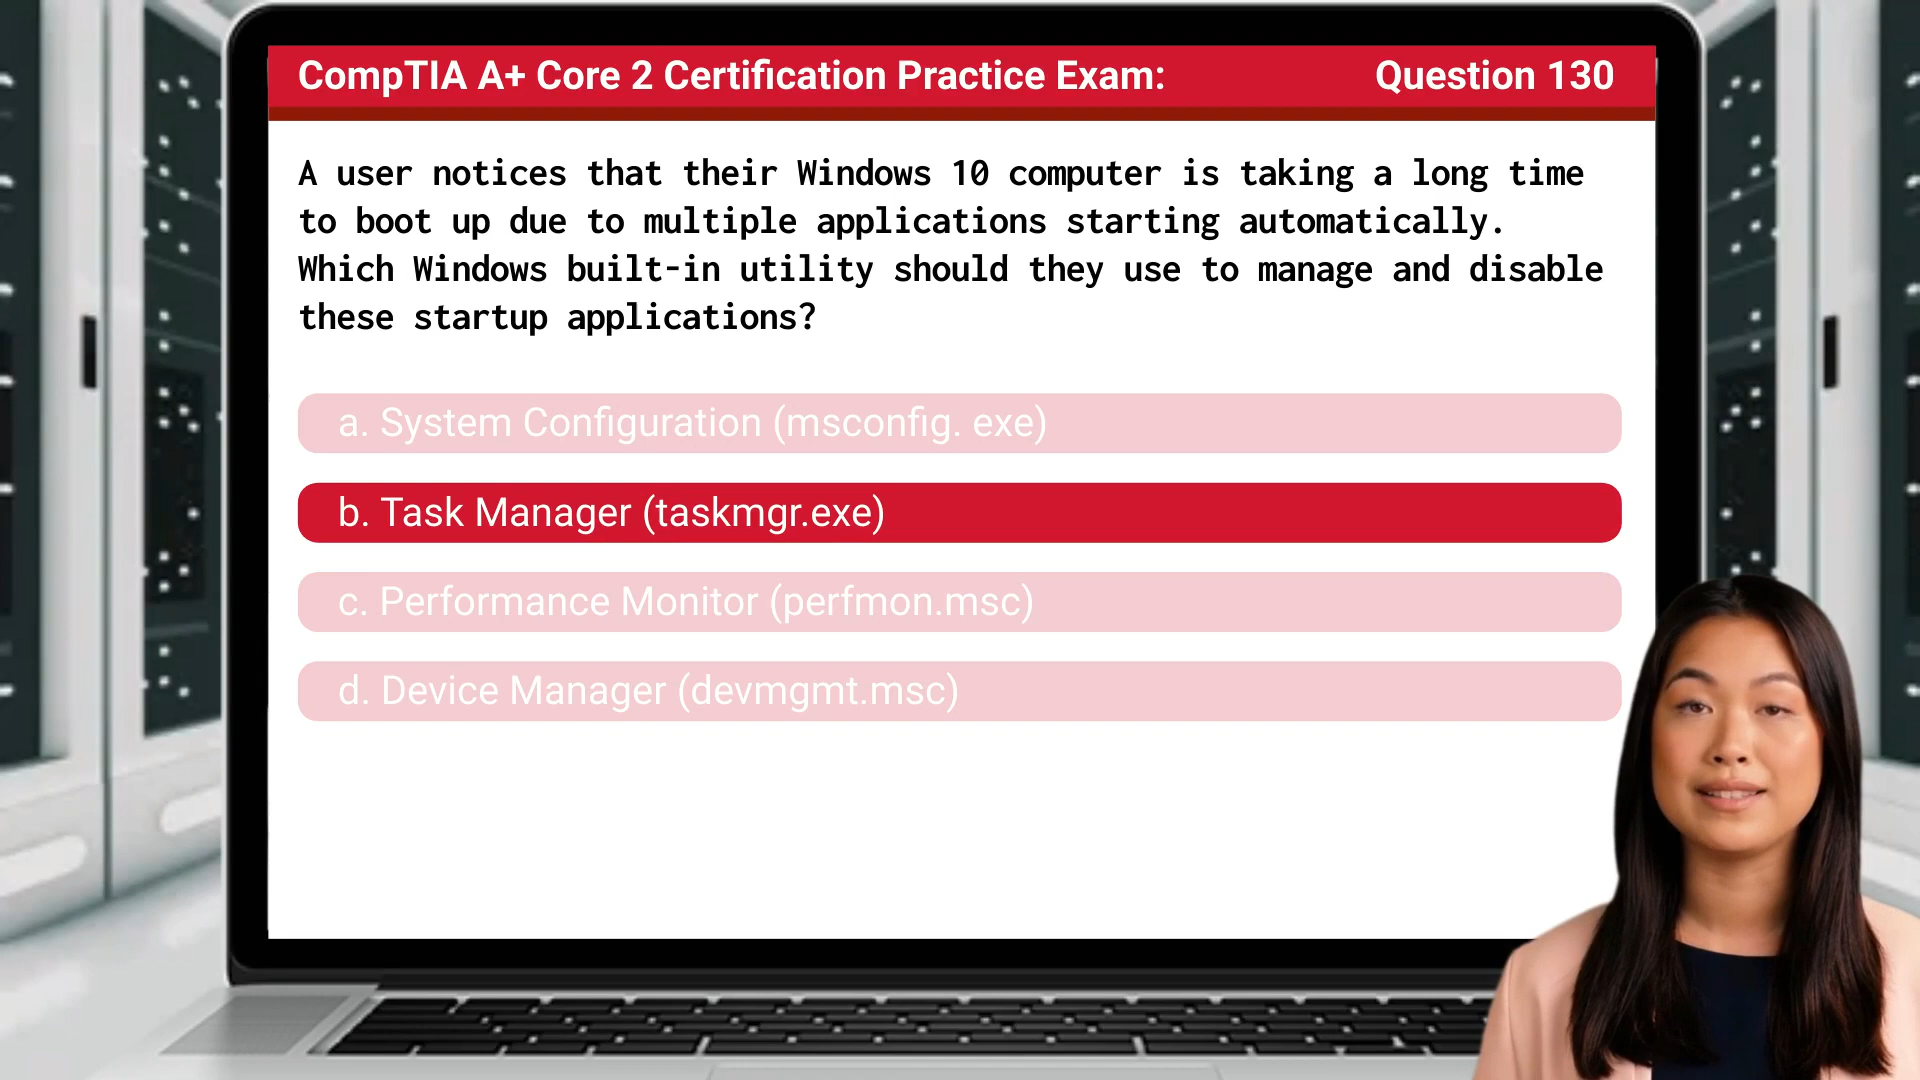 CompTIA A+ Core 2 Certification Practice Exam: Question 130
A user notices that their Windows 10 computer is taking a long time
to boot up due to multiple applications starting automatically.
Which Windows built-in utility should they use to manage and disable
these startup applications?
a. System Configuration (msconfig. exe)
b. Task Manager (taskmgr.exe)
c. Performance Monitor (perfmon.msc)
d. Device Manager (devmgmt.msc)